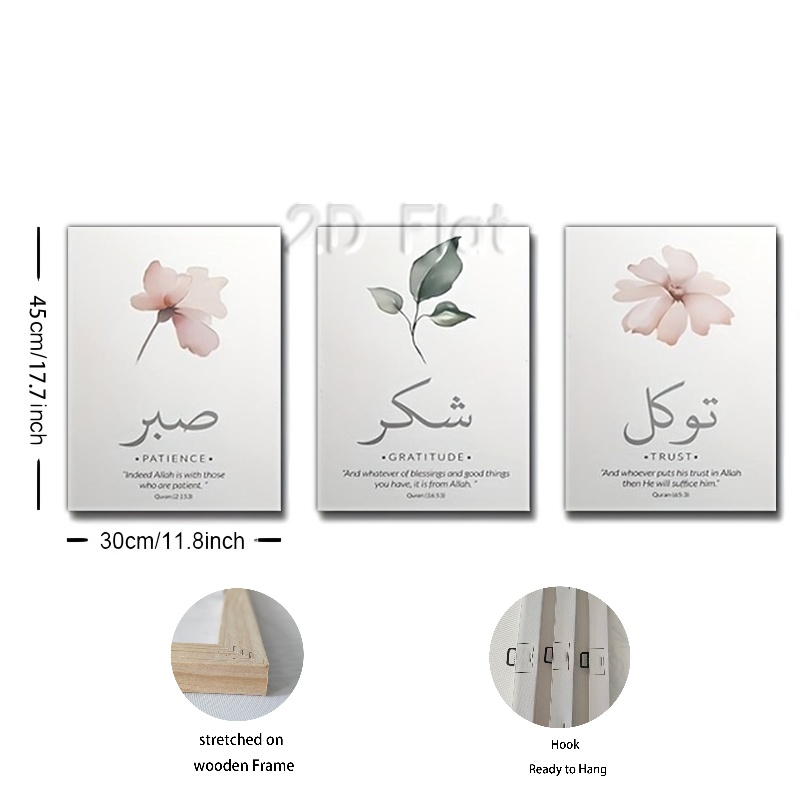 2.D Flat
45cm/17.7inch
صبر
•PATIENCE•
"Indeed Allah is with those
who are patient, "
Quran (2:153)
شكر
•GRATITUDE•
"And whatever of blessings and good things
you have, it is from Allah, "
Quran (16:53)
توكل
•TRUST•
"And whoever puts his trust in Allah
then He will suffice him."
Quran (65:3)
30cm/11.8inch
stretched on
wooden Frame
Hook
Ready to Hang